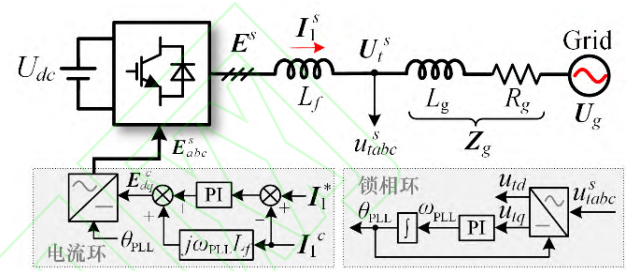 U_dc
E^s
I_1^s
L_f
U_t^s
L_g
R_g
Z_g
Grid
U_g
u_tabc^s
E_abc^s
E_dq^c
PI
I_1^*
+
−
+
θ_PLL
jω_PLL L_f
I_1^c
电流环
锁相环
θ_PLL
ω_PLL
∫
PI
u_td
u_tq
u_tabc^s